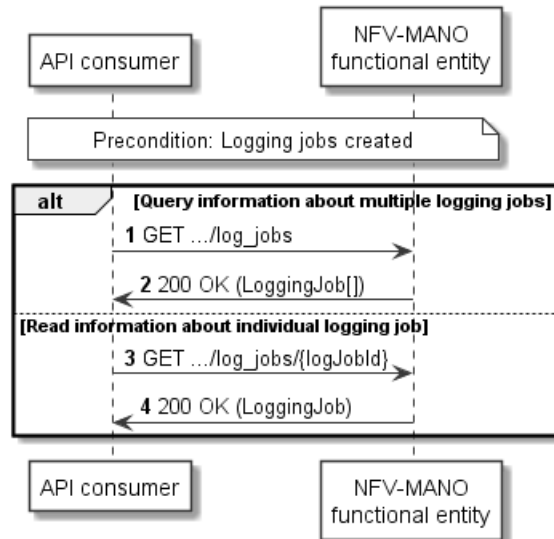 API consumer
NFV-MANO
functional entity
Precondition: Logging jobs created
alt
[Query information about multiple logging jobs]
1 GET .../log_jobs
2 200 OK (LoggingJob[])
[Read information about individual logging job]
3 GET .../log_jobs/{logJobId}
4 200 OK (LoggingJob)
API consumer
NFV-MANO
functional entity